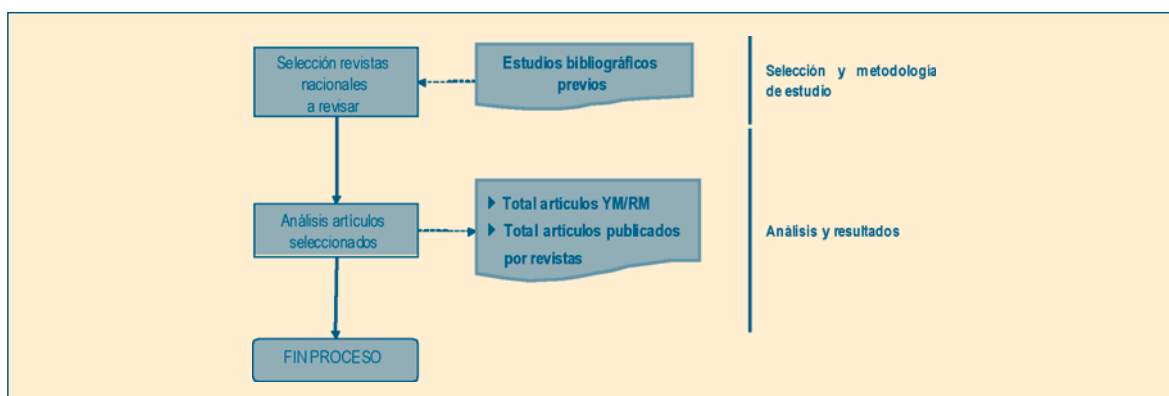 Selección revistas
nacionales
a revisar
Estudios bibliográficos
previos
Selección y metodología
de estudio
Análisis artículos
seleccionados
Total artículos YM/RM
Total artículos publicados
por revistas
Análisis y resultados
FIN PROCESO